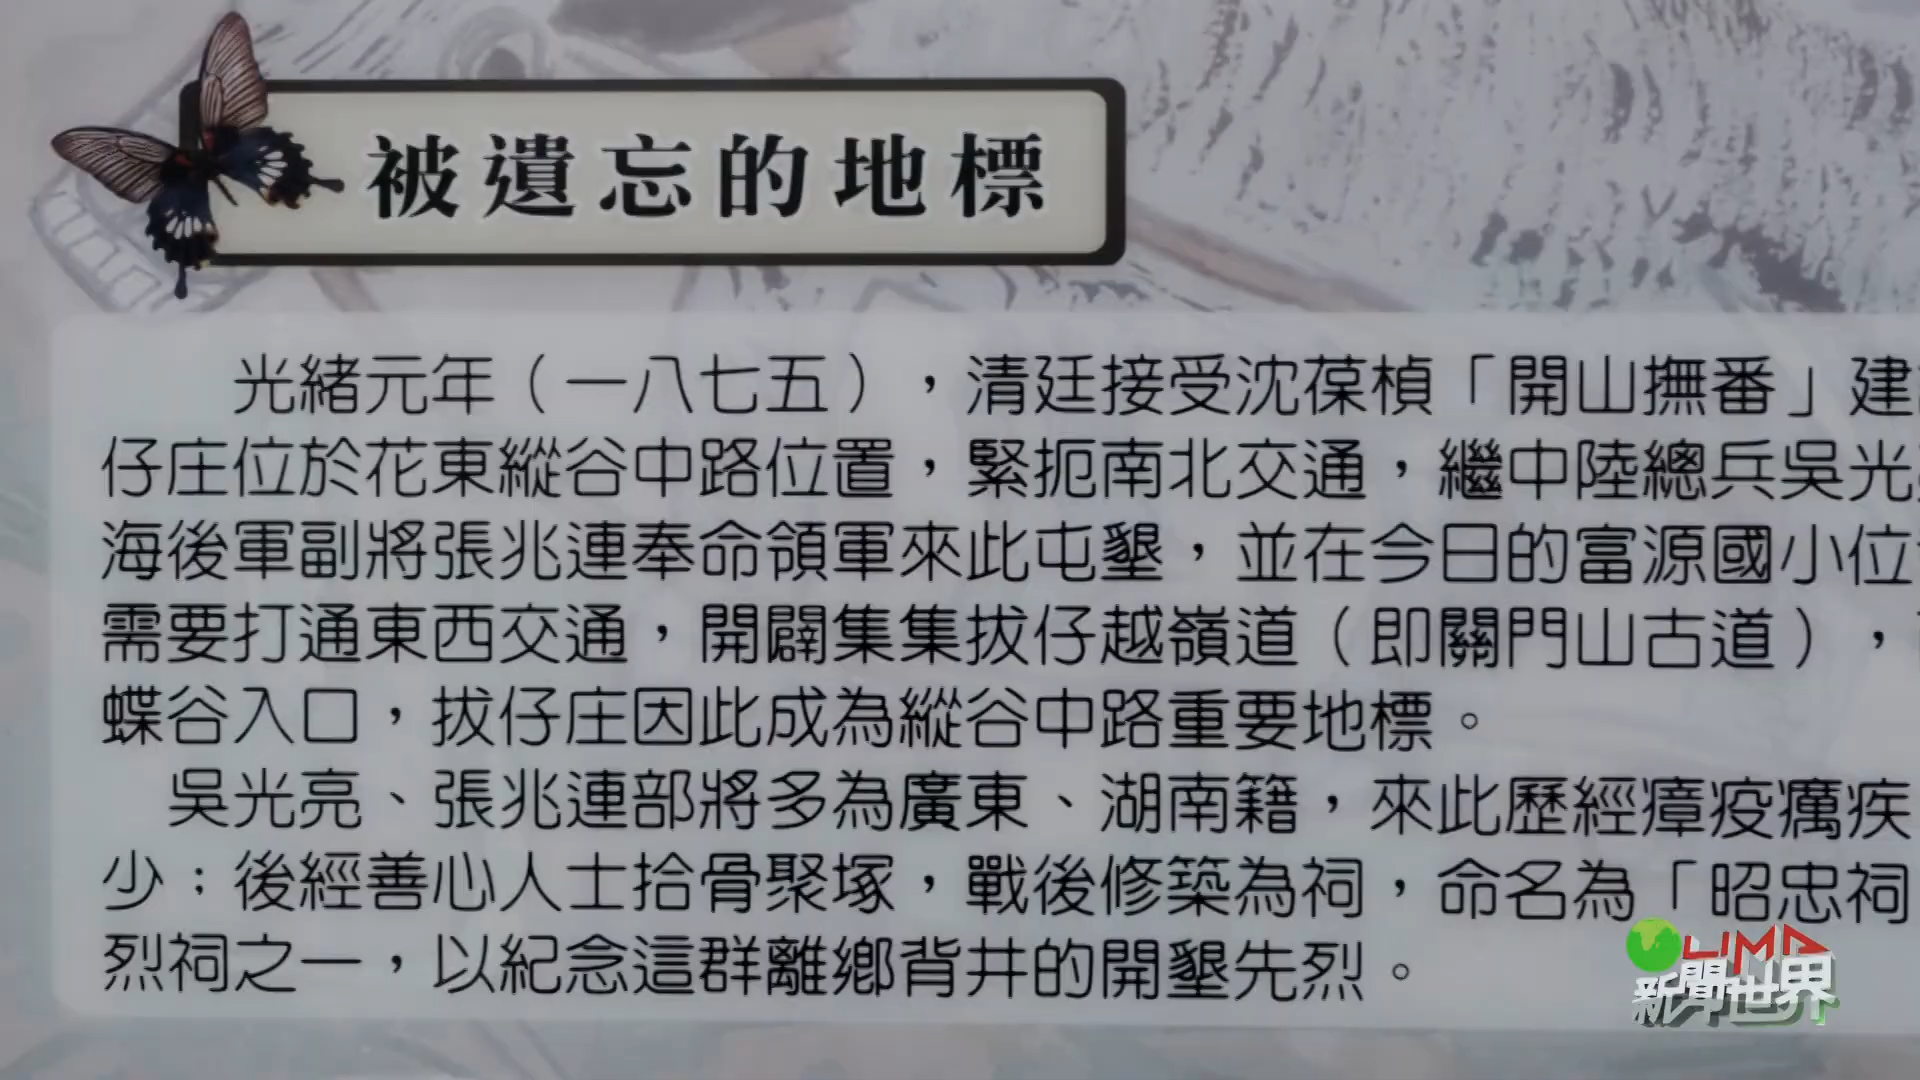 被遺忘的地標
光緒元年（一八七五），清廷接受沈葆楨「開山撫番」建
仔庄位於花東縱谷中路位置，緊扼南北交通，繼中陸總兵吳光
海後軍副將張兆連奉命領軍來此屯墾，並在今日的富源國小位
需要打通東西交通，開闢集集拔仔越嶺道（即關門山古道），
蝶谷入口，拔仔庄因此成為縱谷中路重要地標。
吳光亮、張兆連部將多為廣東、湖南籍，來此歷經瘴疫癘疾
少；後經善心人士拾骨聚塚，戰後修築為祠，命名為「昭忠祠
烈祠之一，以紀念這群離鄉背井的開墾先烈。
LIMA
新聞世界